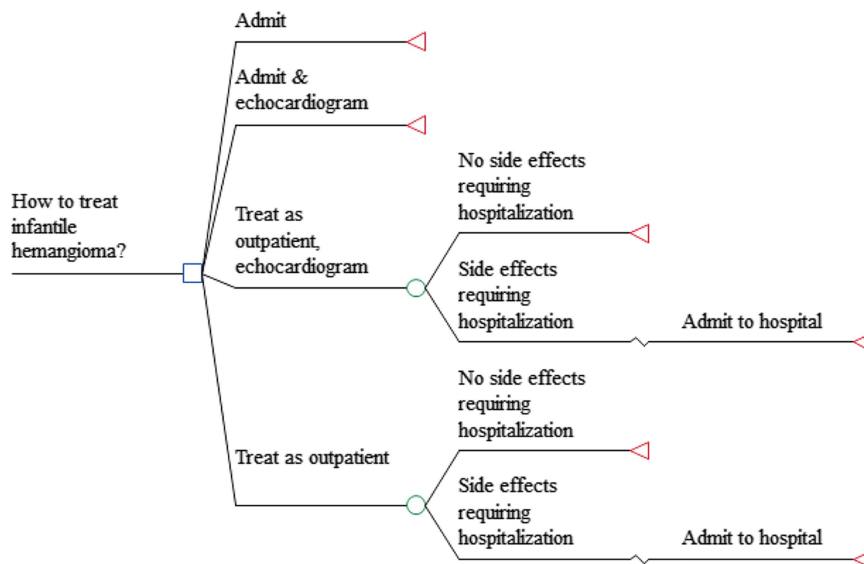 Admit
Admit &
echocardiogram
How to treat
infantile
hemangioma?
Treat as
outpatient,
echocardiogram
No side effects
requiring
hospitalization
Side effects
requiring
hospitalization
Admit to hospital
Treat as outpatient
No side effects
requiring
hospitalization
Side effects
requiring
hospitalization
Admit to hospital